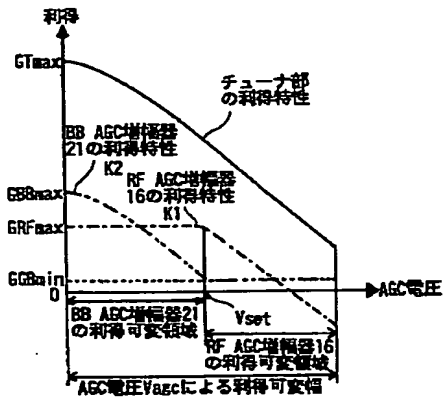 利得
GTmax
チューナ部
の利得特性
BB AGC増幅器
21の利得特性
K2
RF AGC増幅器
16の利得特性
K1
GBBmax
GRFmax
GGBmin
0
AGC電圧
BB AGC増幅器21
の利得可変領域
Vset
RF AGC増幅器16
の利得可変領域
AGC電圧Vagcによる利得可変幅